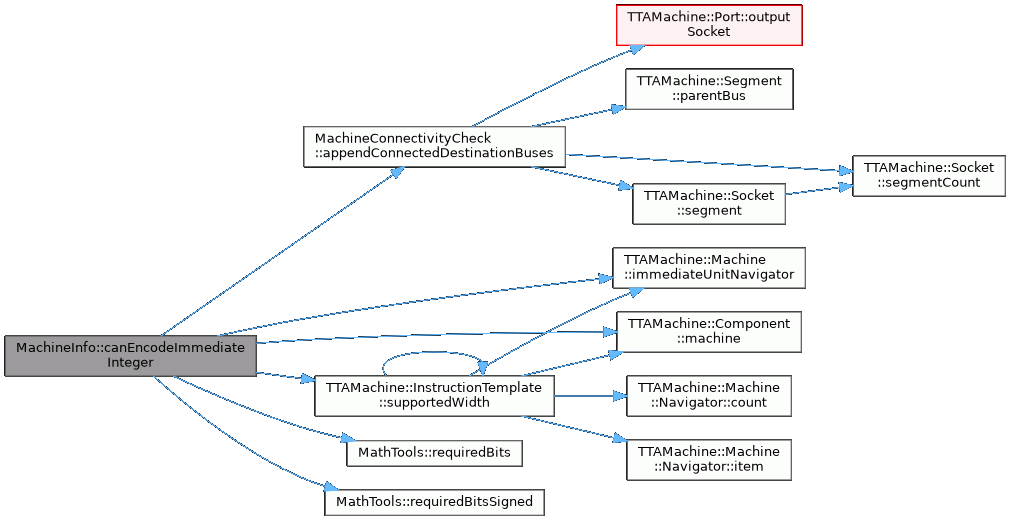 TTAMachine::Port::output
Socket
TTAMachine::Segment
::parentBus
MachineConnectivityCheck
::appendConnectedDestinationBuses
TTAMachine::Socket
::segmentCount
TTAMachine::Socket
::segment
TTAMachine::Machine
::immediateUnitNavigator
TTAMachine::Component
::machine
MachineInfo::canEncodeImmediate
Integer
TTAMachine::InstructionTemplate
::supportedWidth
TTAMachine::Machine
::Navigator::count
MathTools::requiredBits
TTAMachine::Machine
::Navigator::item
MathTools::requiredBitsSigned